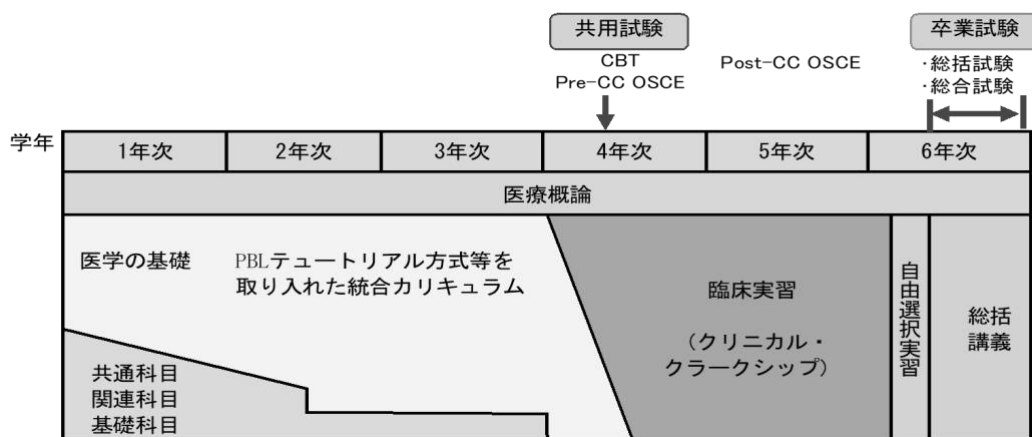 共用試験
CBT
Pre-CC OSCE
Post-CC OSCE
卒業試験
・総括試験
・総合試験
学年
1年次
2年次
3年次
4年次
5年次
6年次
医療概論
医学の基礎
PBLテュートリアル方式等を
取り入れた統合カリキュラム
臨床実習
（クリニカル・
クラークシップ）
自由選択実習
総括
講義
共通科目
関連科目
基礎科目